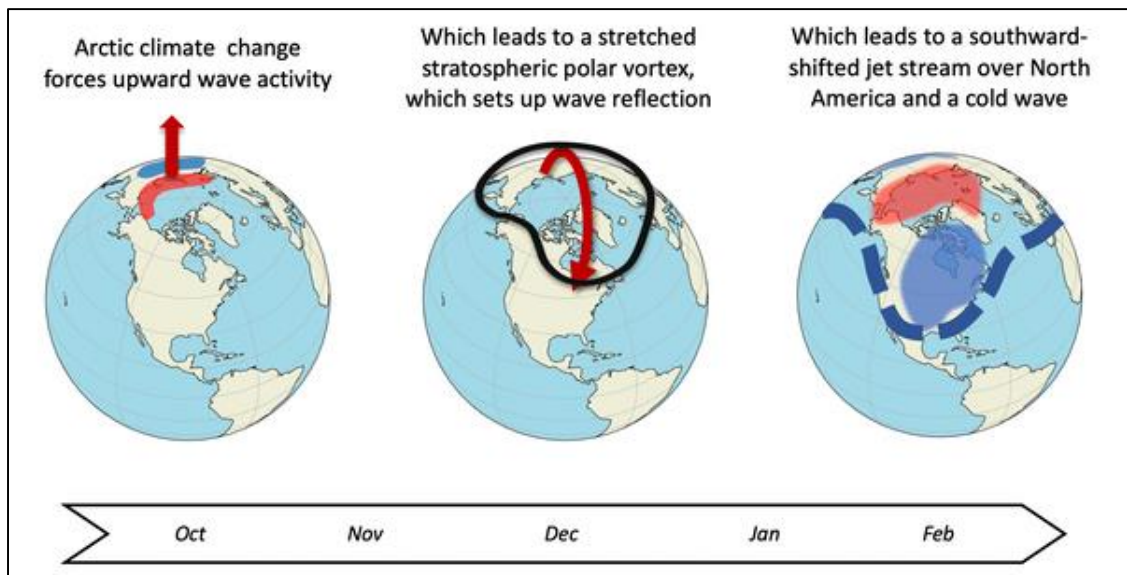 Arctic climate change
forces upward wave activity
Which leads to a stretched
stratospheric polar vortex,
which sets up wave reflection
Which leads to a southward-
shifted jet stream over North
America and a cold wave
Oct Nov Dec Jan Feb